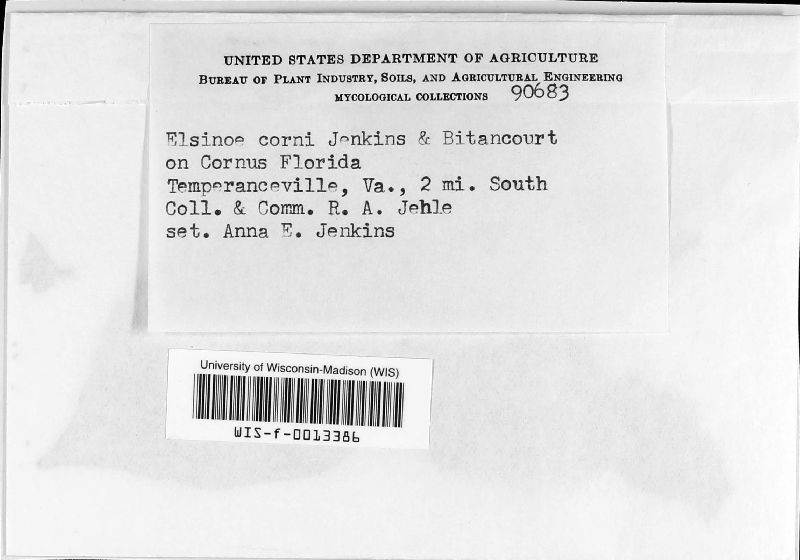 UNITED STATES DEPARTMENT OF AGRICULTURE
BUREAU OF PLANT INDUSTRY, SOILS, AND AGRICULTURAL ENGINEERING
MYCOLOGICAL COLLECTIONS 90683
Elsinoe corni Jenkins & Bitancourt
on Cornus Florida
Temperanceville, Va., 2 mi. South
Coll. & Comm. R. A. Jehle
set. Anna E. Jenkins
University of Wisconsin-Madison (WIS)
WIS-f-0013386